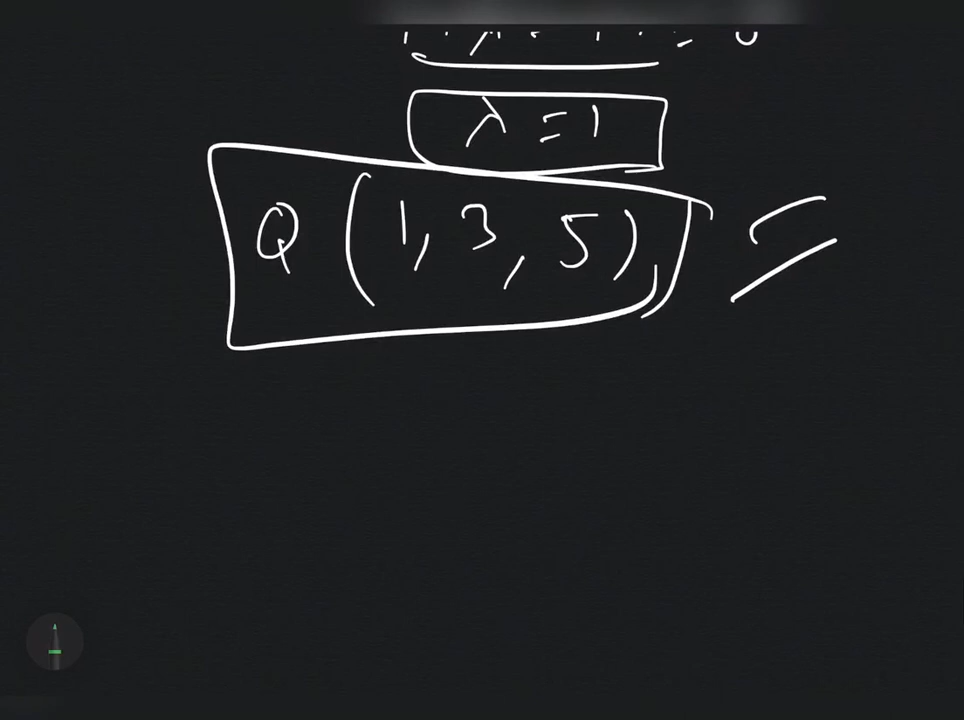 λ = 1
Q (1, 3, 5),